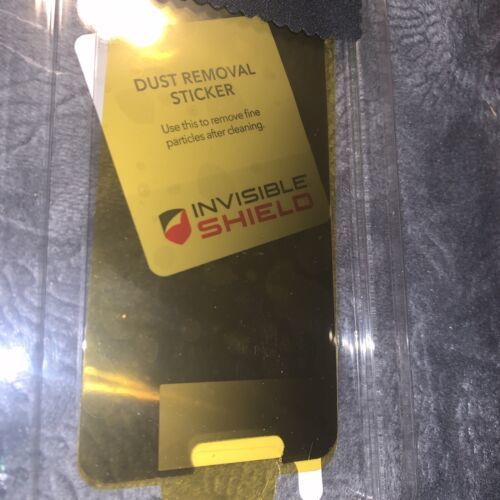 DUST REMOVAL
STICKER
Use this to remove fine
particles after cleaning.
INVISIBLE
SHIELD